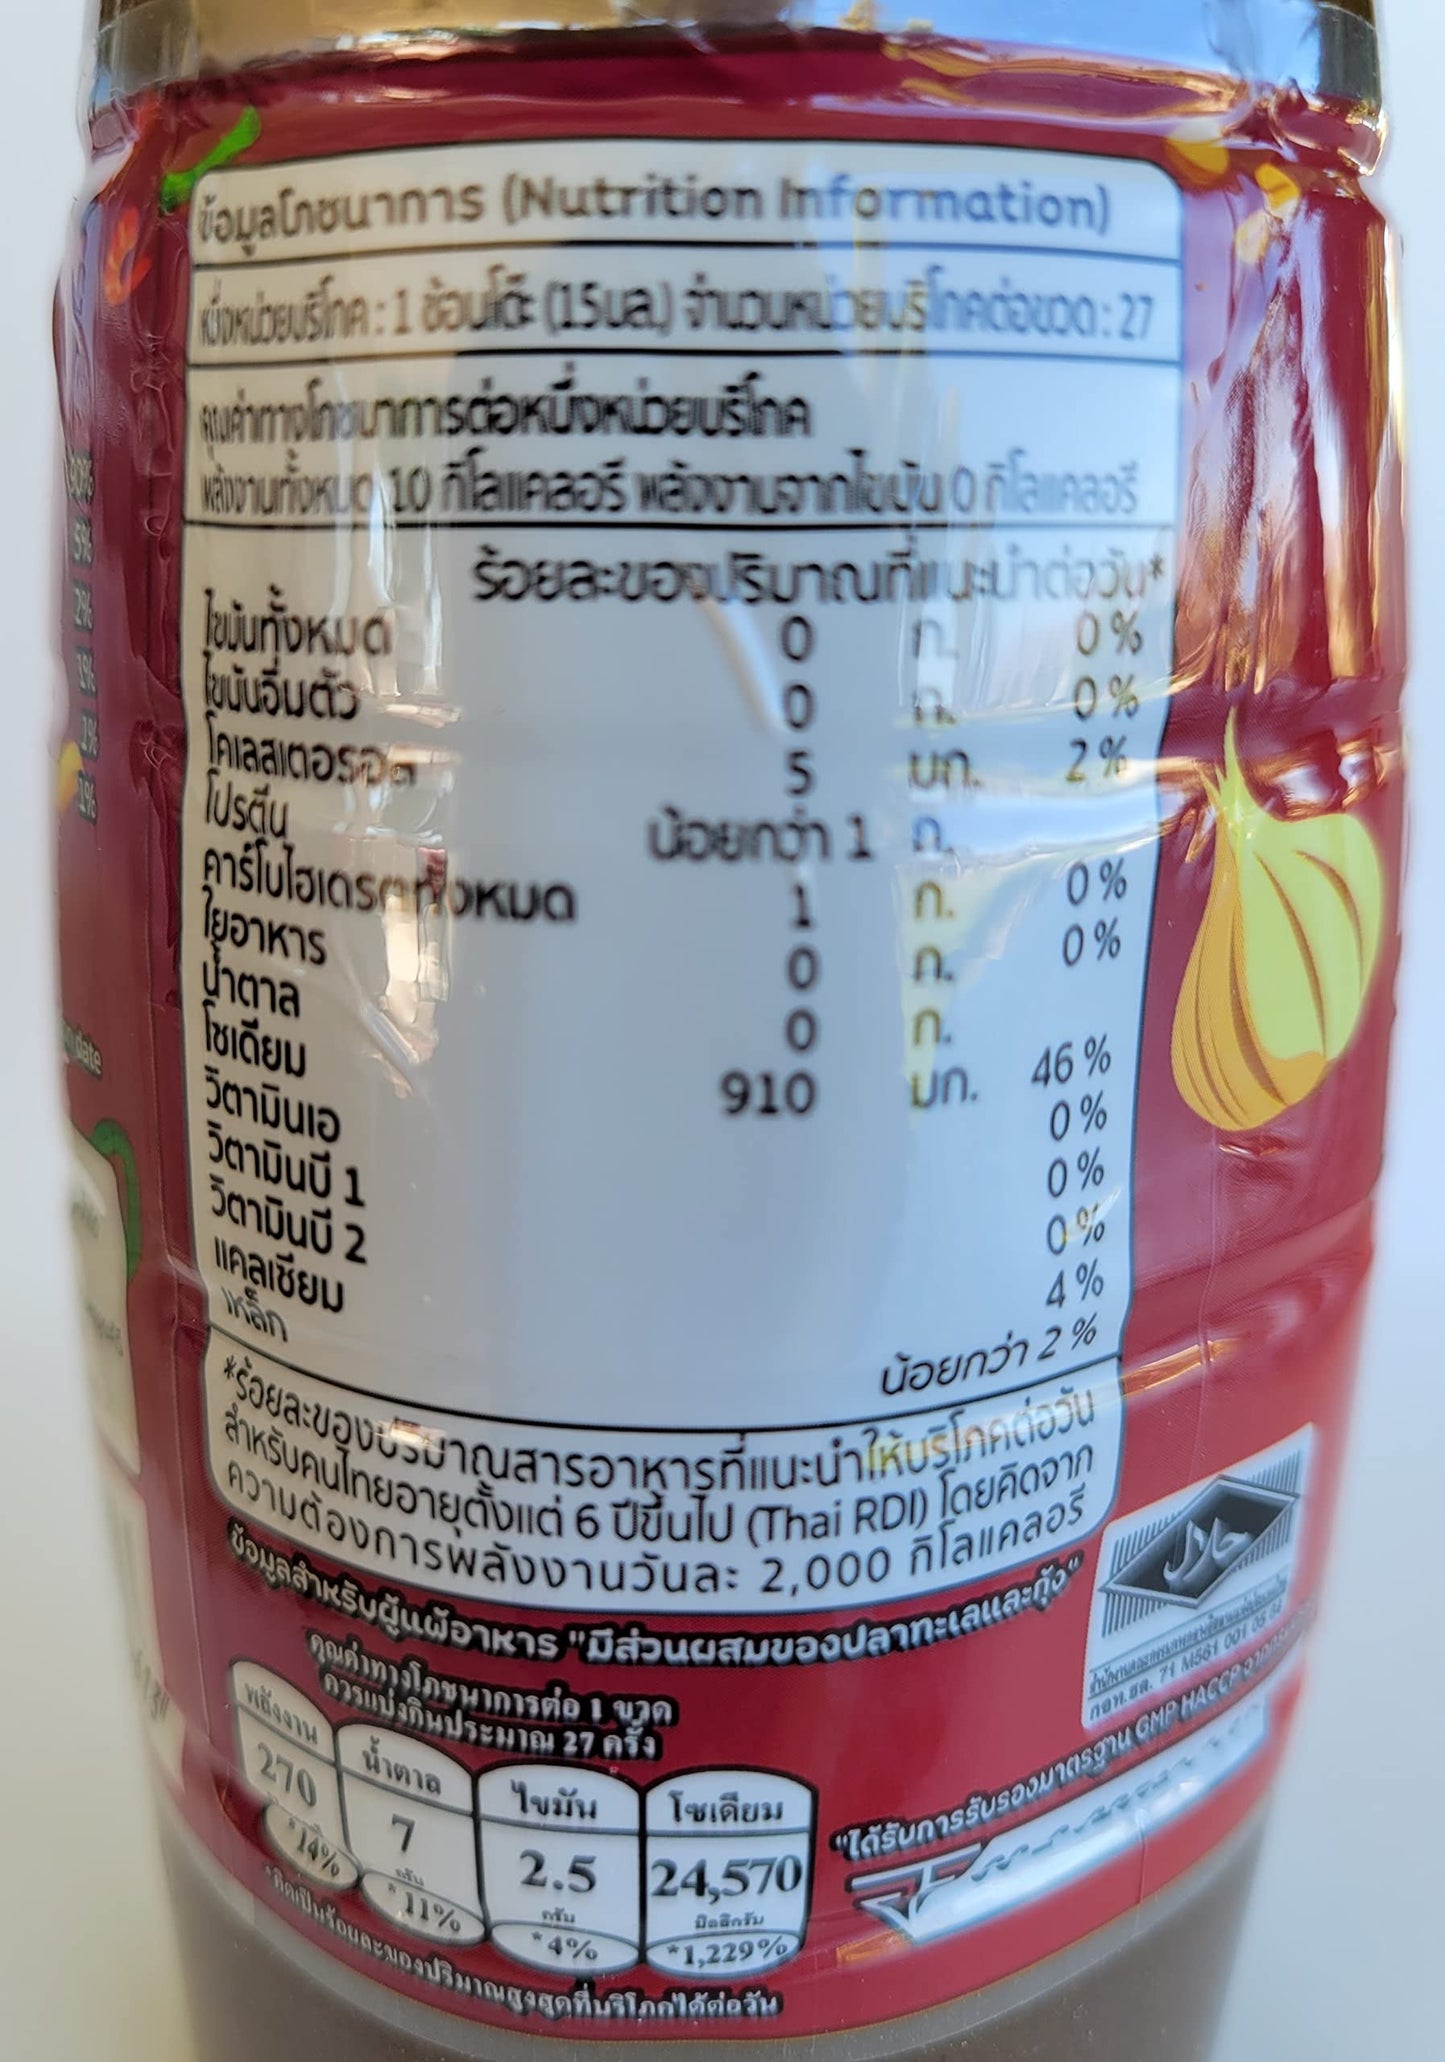 ข้อมูลโภชนาการ (Nutrition Information)
หนึ่งหน่วยบริโภค : 1 ช้อนโต๊ะ (15มล.) จำนวนหน่วยบริโภคต่อขวด : 27
คุณค่าทางโภชนาการต่อหนึ่งหน่วยบริโภค
พลังงานทั้งหมด 10 กิโลแคลอรี พลังงานจากไขมัน 0 กิโลแคลอรี
ร้อยละของปริมาณที่แนะนำต่อวัน*
ไขมันทั้งหมด 0 ก. 0 %
ไขมันอิ่มตัว 0 ก. 0 %
โคเลสเตอรอล 5 มก. 2 %
โปรตีน น้อยกว่า 1 ก.
คาร์โบไฮเดรตทั้งหมด 1 ก. 0 %
ใยอาหาร 0 ก. 0 %
น้ำตาล 0 ก.
โซเดียม 910 มก. 46 %
วิตามินเอ 0 %
วิตามินบี 1 0 %
วิตามินบี 2 0 %
แคลเซียม 4 %
เหล็ก น้อยกว่า 2 %
*ร้อยละของปริมาณสารอาหารที่แนะนำให้บริโภคต่อวัน
สำหรับคนไทยอายุตั้งแต่ 6 ปีขึ้นไป (Thai RDI) โดยคิดจาก
ความต้องการพลังงานวันละ 2,000 กิโลแคลอรี
ข้อมูลสำหรับผู้แพ้อาหาร "มีส่วนผสมของปลาทะเลและกุ้ง"
คุณค่าทางโภชนาการต่อ 1 ขวด
ควรแบ่งกินประมาณ 27 ครั้ง
พลังงาน น้ำตาล ไขมัน โซเดียม
270 7 2.5 24,570
กรัม กรัม มิลลิกรัม
*14% *11% *4% *1,229%
*คิดเป็นร้อยละของปริมาณสูงสุดที่บริโภคได้ต่อวัน
حلال
"ได้รับการรับรองมาตรฐาน GMP HACCP
5%
2%
1%
1%
1%
date